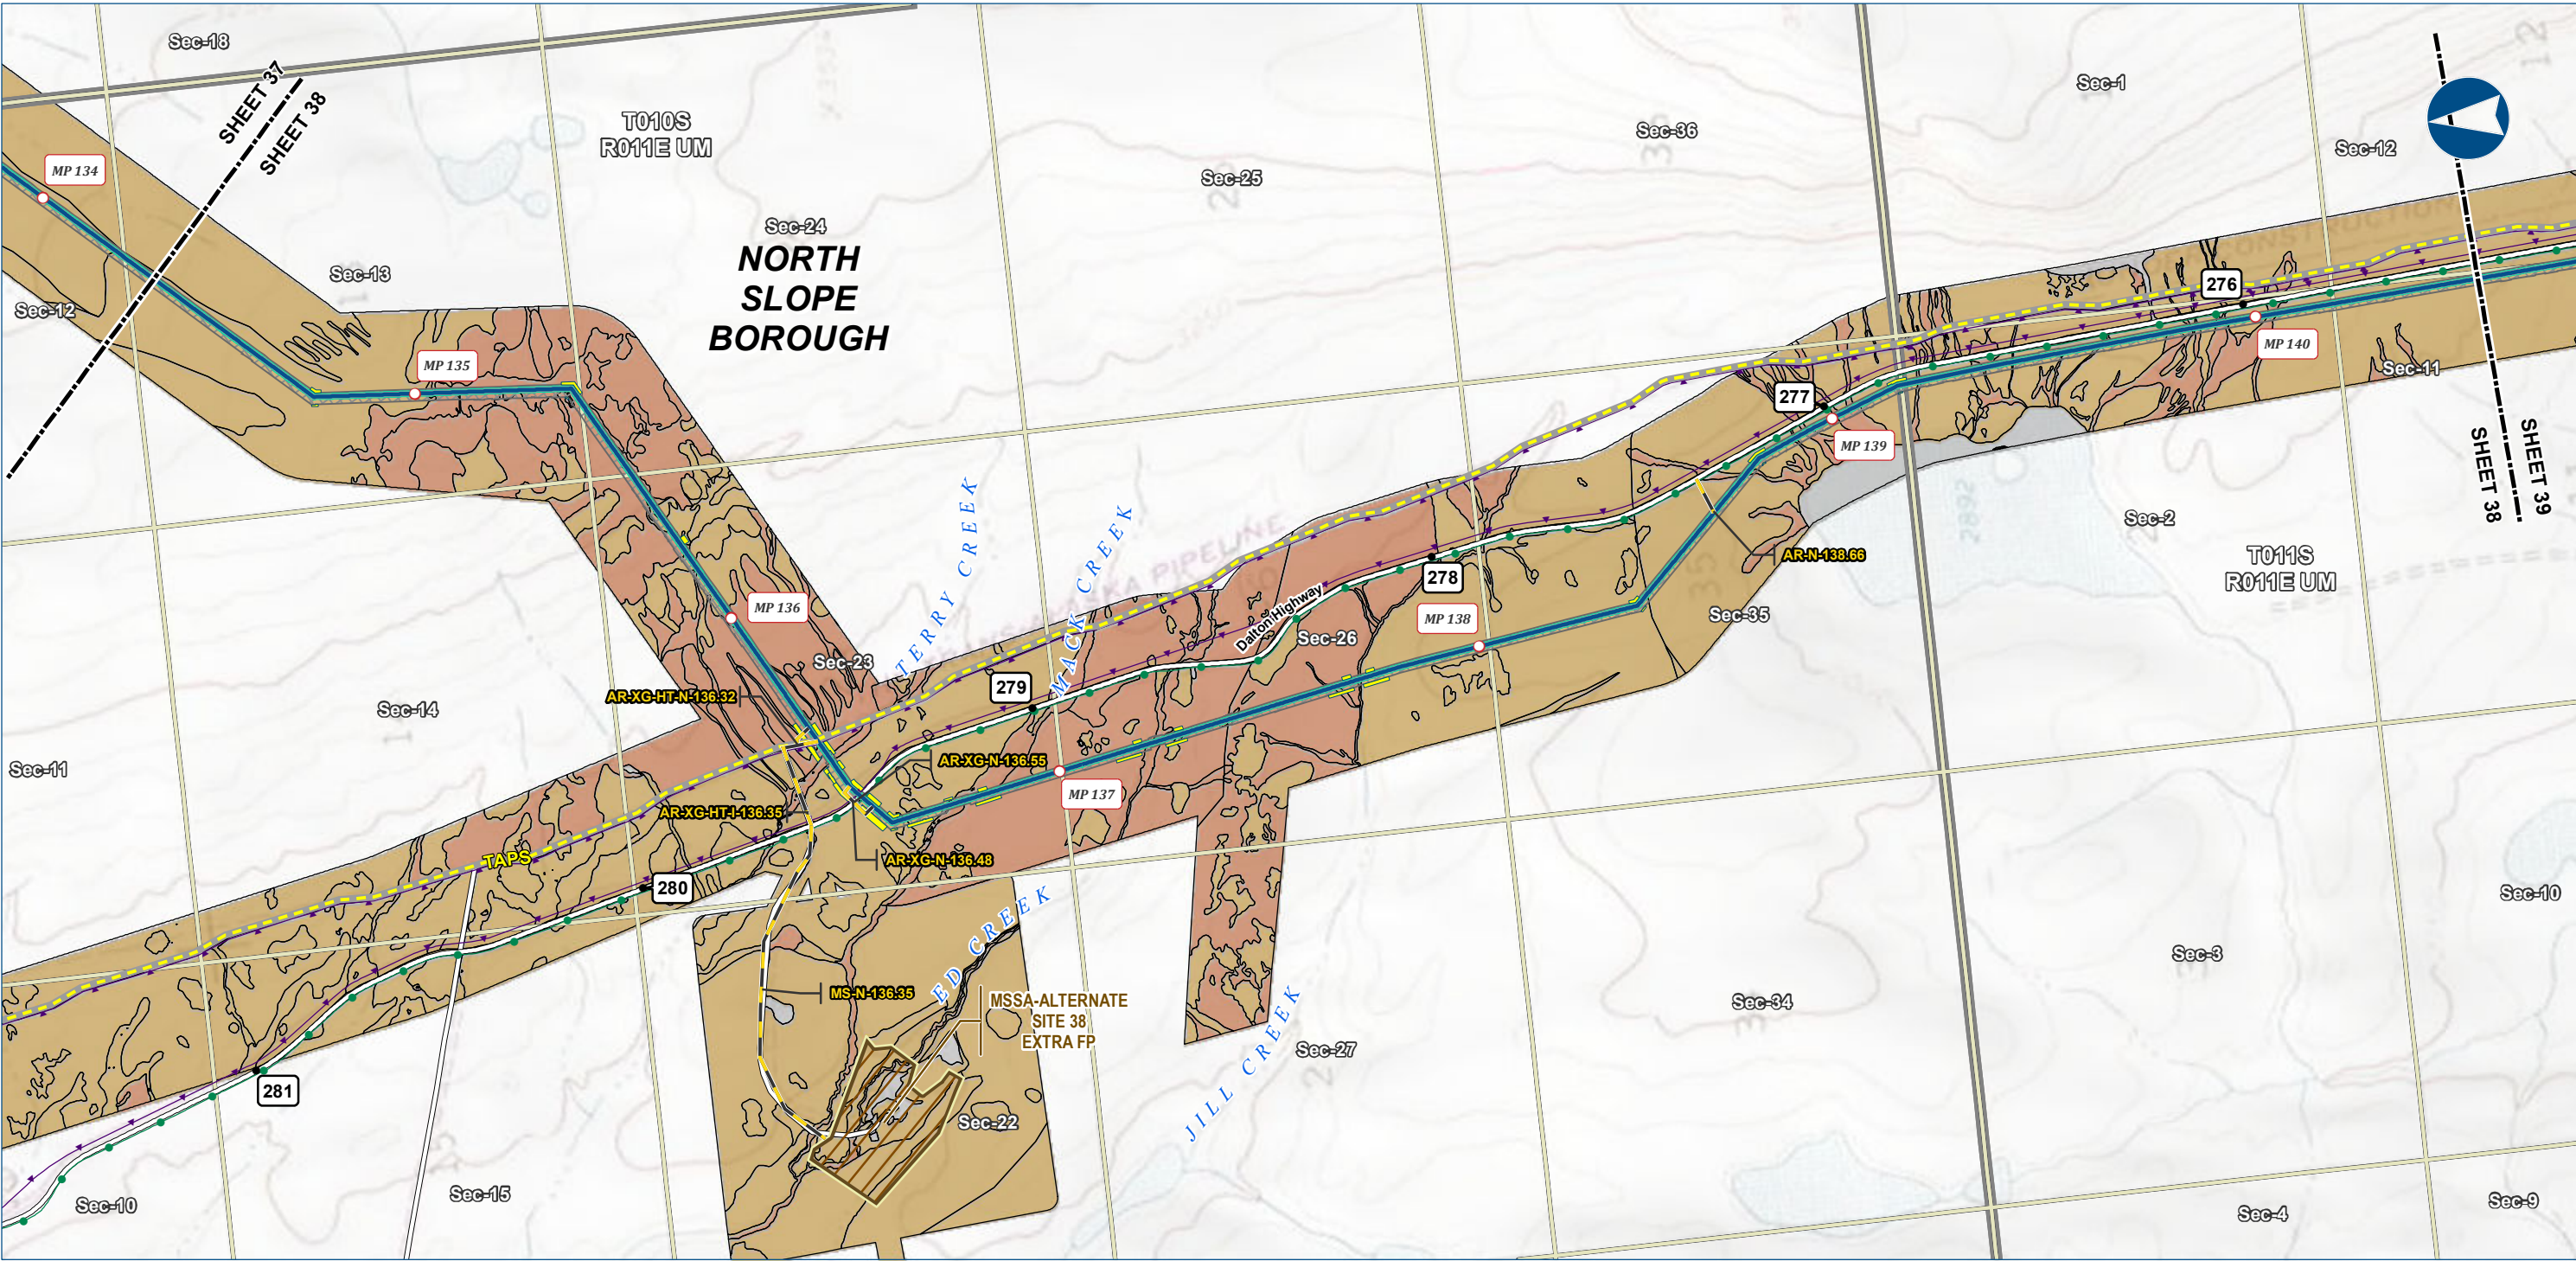 Sec-18
SHEET 37
SHEET 38
MP 134
Sec-12
Sec-13
T010S
R011E UM
Sec-24
NORTH
SLOPE
BOROUGH
Sec-25
Sec-36
Sec-1
Sec-12
12
MP 135
MP 136
TERRY CREEK
MACK CREEK
PIPELINE
Dalton Highway
Sec-26
278
MP 138
277
MP 139
276
MP 140
CONSTRUCTION
Sec-11
SHEET 39
SHEET 38
Sec-2
2892
T011S
R011E UM
AR-N-138.66
35
Sec-35
Sec-23
AR-XG-HT-N-136.32
279
AR-XG-N-136.55
MP 137
AR-XG-HT-I-136.35
AR-XG-N-136.48
Sec-14
14
Sec-11
TAPS
280
281
ED CREEK
MS-N-136.35
MSSA-ALTERNATE
SITE 38
EXTRA FP
Sec-22
JILL CREEK
Sec-27
Sec-34
Sec-3
Sec-10
Sec-10
Sec-15
Sec-4
Sec-9